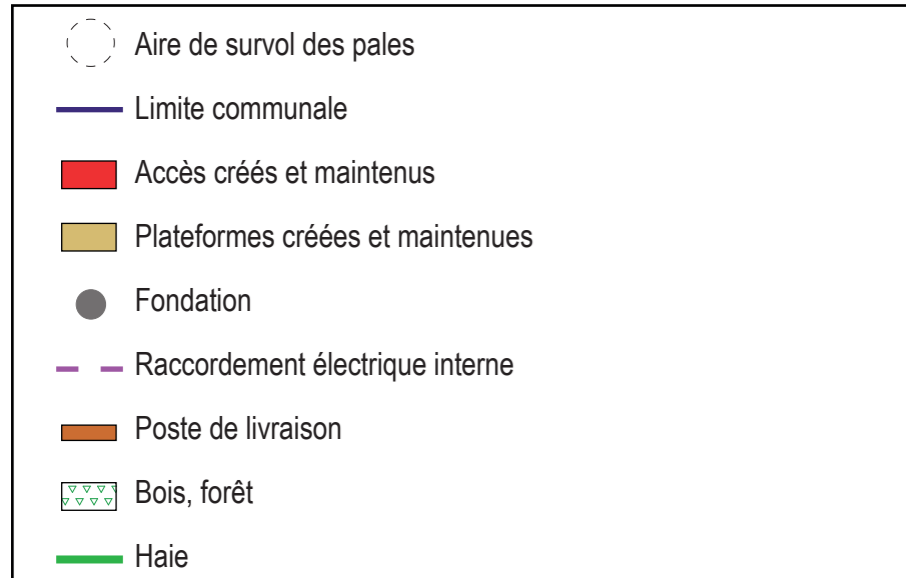 Aire de survol des pales
Limite communale
Accès créés et maintenus
Plateformes créées et maintenues
Fondation
Raccordement électrique interne
Poste de livraison
Bois, forêt
Haie